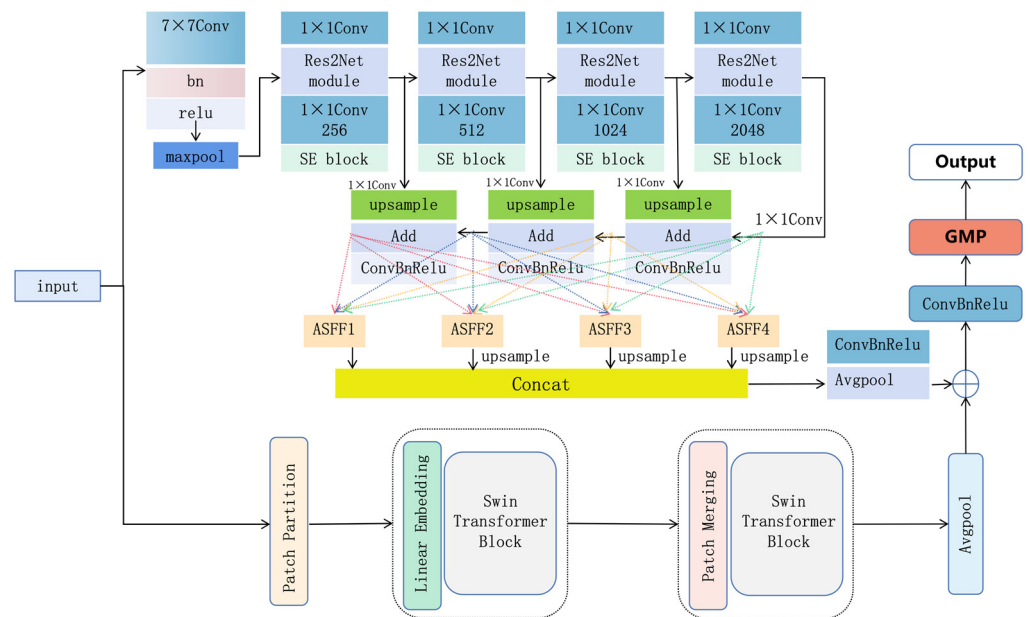 7×7Conv
bn
relu
maxpool
1×1Conv
Res2Net
module
1×1Conv
256
SE block
1×1Conv
Res2Net
module
1×1Conv
512
SE block
1×1Conv
Res2Net
module
1×1Conv
1024
SE block
1×1Conv
Res2Net
module
1×1Conv
2048
SE block
1×1Conv
1×1Conv
1×1Conv
1×1Conv
upsample
upsample
upsample
Add
Add
Add
ConvBnRelu
ConvBnRelu
ConvBnRelu
input
ASFF1
ASFF2
ASFF3
ASFF4
upsample
upsample
upsample
Concat
ConvBnRelu
Avgpool
Output
GMP
ConvBnRelu
Patch Partition
Linear Embedding
Swin
Transformer
Block
Patch Merging
Swin
Transformer
Block
Avgpool